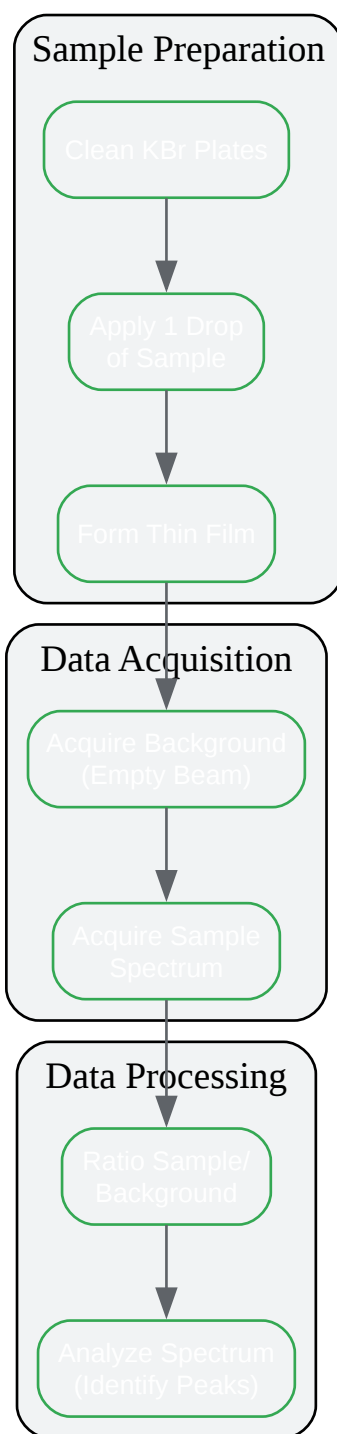 Sample Preparation
Clean KBr Plates
Apply 1 Drop
of Sample
Form Thin Film
Data Acquisition
Acquire Background
(Empty Beam)
Acquire Sample
Spectrum
Data Processing
Ratio Sample/
Background
Analyze Spectrum
(Identify Peaks)